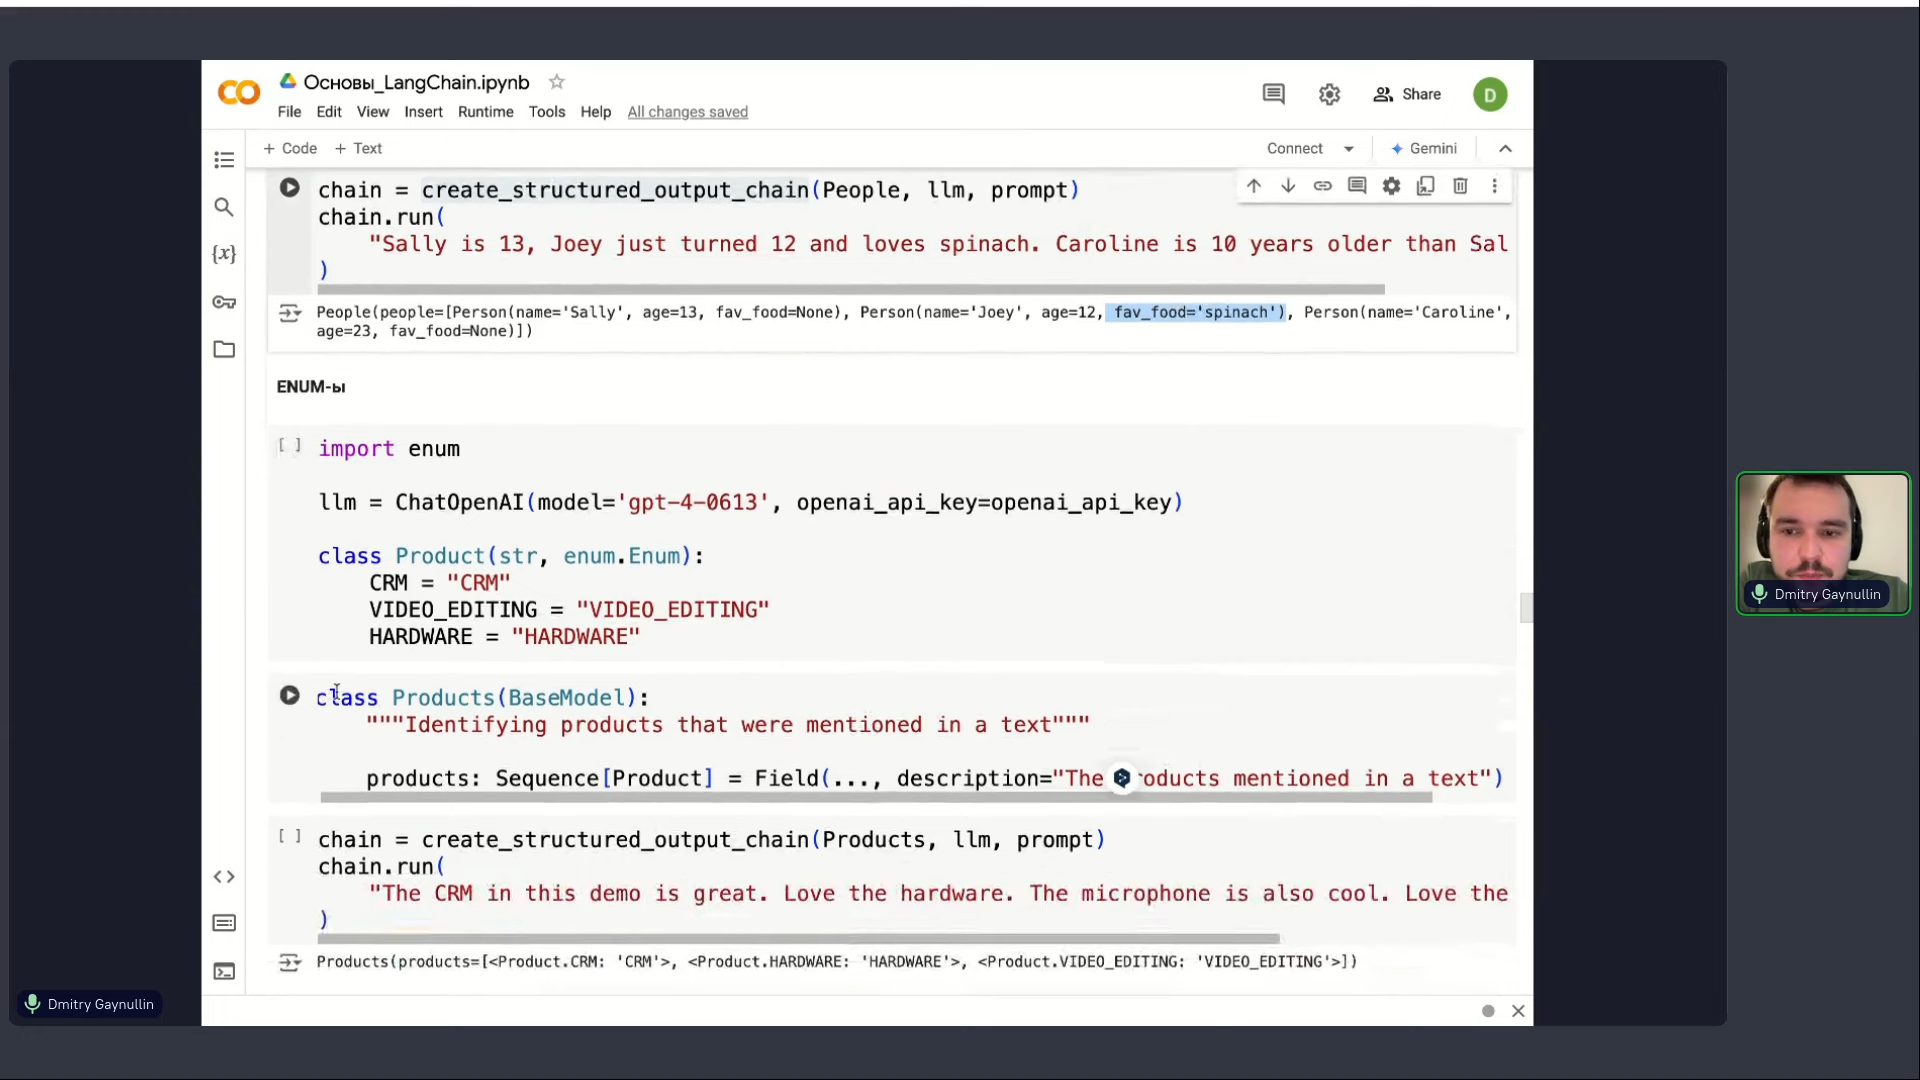 Основы_LangChain.ipynb
File Edit View Insert Runtime Tools Help All changes saved
Share
D
+ Code + Text
Connect
Gemini
chain = create_structured_output_chain(People, llm, prompt)
chain.run(
"Sally is 13, Joey just turned 12 and loves spinach. Caroline is 10 years older than Sal
)
People(people=[Person(name='Sally', age=13, fav_food=None), Person(name='Joey', age=12, fav_food='spinach'), Person(name='Caroline',
age=23, fav_food=None)])
ENUM-ы
[ ]
import enum
llm = ChatOpenAI(model='gpt-4-0613', openai_api_key=openai_api_key)
class Product(str, enum.Enum):
CRM = "CRM"
VIDEO_EDITING = "VIDEO_EDITING"
HARDWARE = "HARDWARE"
class Products(BaseModel):
"""Identifying products that were mentioned in a text"""
products: Sequence[Product] = Field(..., description="The roducts mentioned in a text")
[ ]
chain = create_structured_output_chain(Products, llm, prompt)
chain.run(
"The CRM in this demo is great. Love the hardware. The microphone is also cool. Love the
)
Products(products=[<Product.CRM: 'CRM'>, <Product.HARDWARE: 'HARDWARE'>, <Product.VIDEO_EDITING: 'VIDEO_EDITING'>])
Dmitry Gaynullin
Dmitry Gaynullin